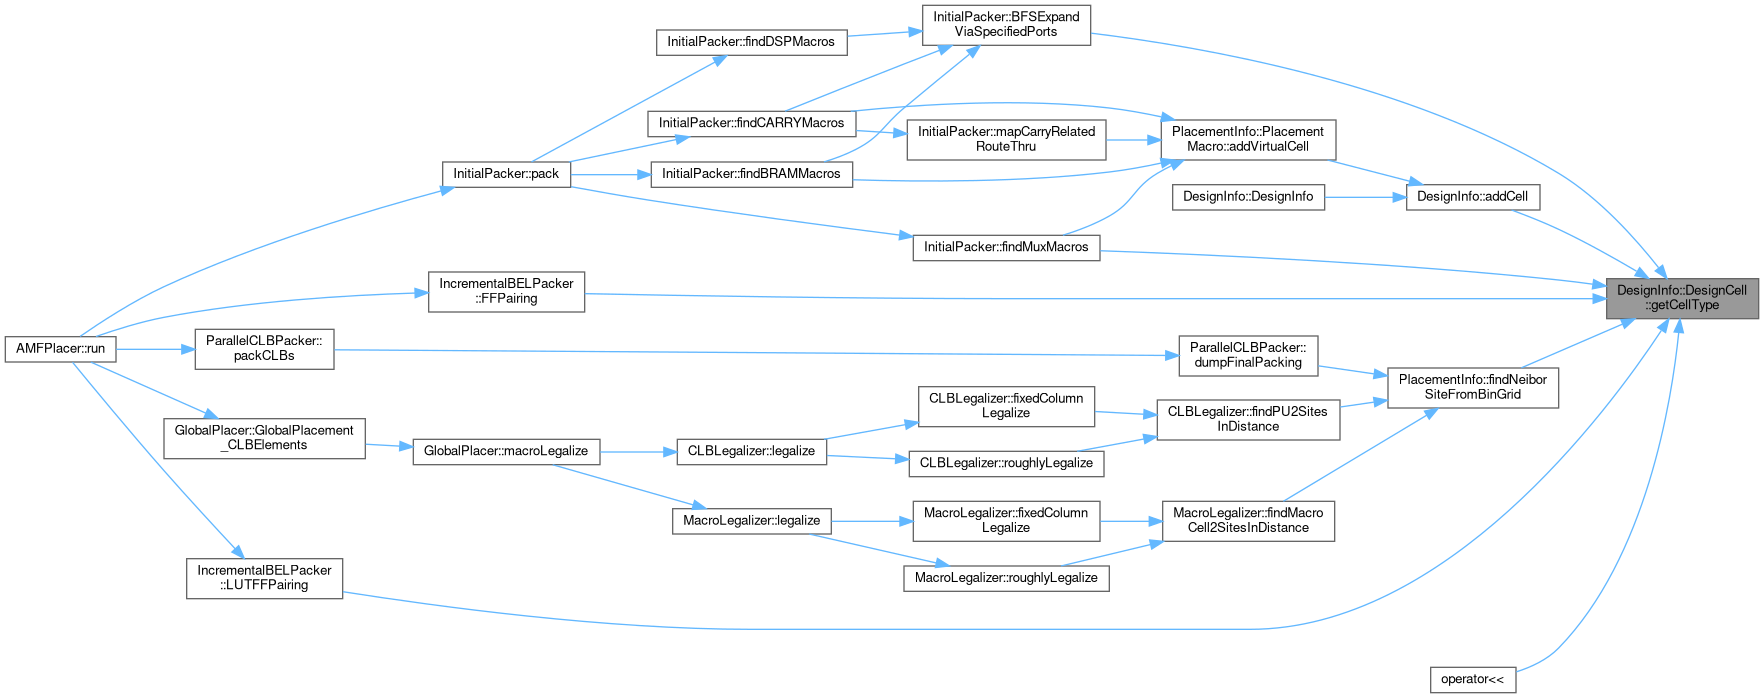 InitialPacker::BFSExpand
ViaSpecifiedPorts
InitialPacker::findDSPMacros
InitialPacker::findCARRYMacros
InitialPacker::mapCarryRelated
RouteThru
PlacementInfo::Placement
Macro::addVirtualCell
InitialPacker::pack
InitialPacker::findBRAMMacros
DesignInfo::DesignInfo
DesignInfo::addCell
InitialPacker::findMuxMacros
IncrementalBELPacker
::FFPairing
DesignInfo::DesignCell
::getCellType
AMFPlacer::run
ParallelCLBPacker::
packCLBs
ParallelCLBPacker::
dumpFinalPacking
PlacementInfo::findNeibor
SiteFromBinGrid
CLBLegalizer::fixedColumn
Legalize
CLBLegalizer::findPU2Sites
InDistance
GlobalPlacer::GlobalPlacement
_CLBElements
GlobalPlacer::macroLegalize
CLBLegalizer::legalize
CLBLegalizer::roughlyLegalize
MacroLegalizer::legalize
MacroLegalizer::fixedColumn
Legalize
MacroLegalizer::findMacro
Cell2SitesInDistance
IncrementalBELPacker
::LUTFFPairing
MacroLegalizer::roughlyLegalize
operator<<